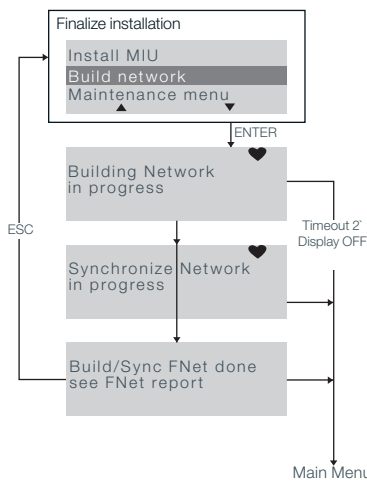 Finalize installation
Install MIU
Build network
Maintenance menu
ENTER
Building Network
in progress
ESC
Timeout 2'
Display OFF
Synchronize Network
in progress
Build/Sync FNet done
see FNet report
Main Menu